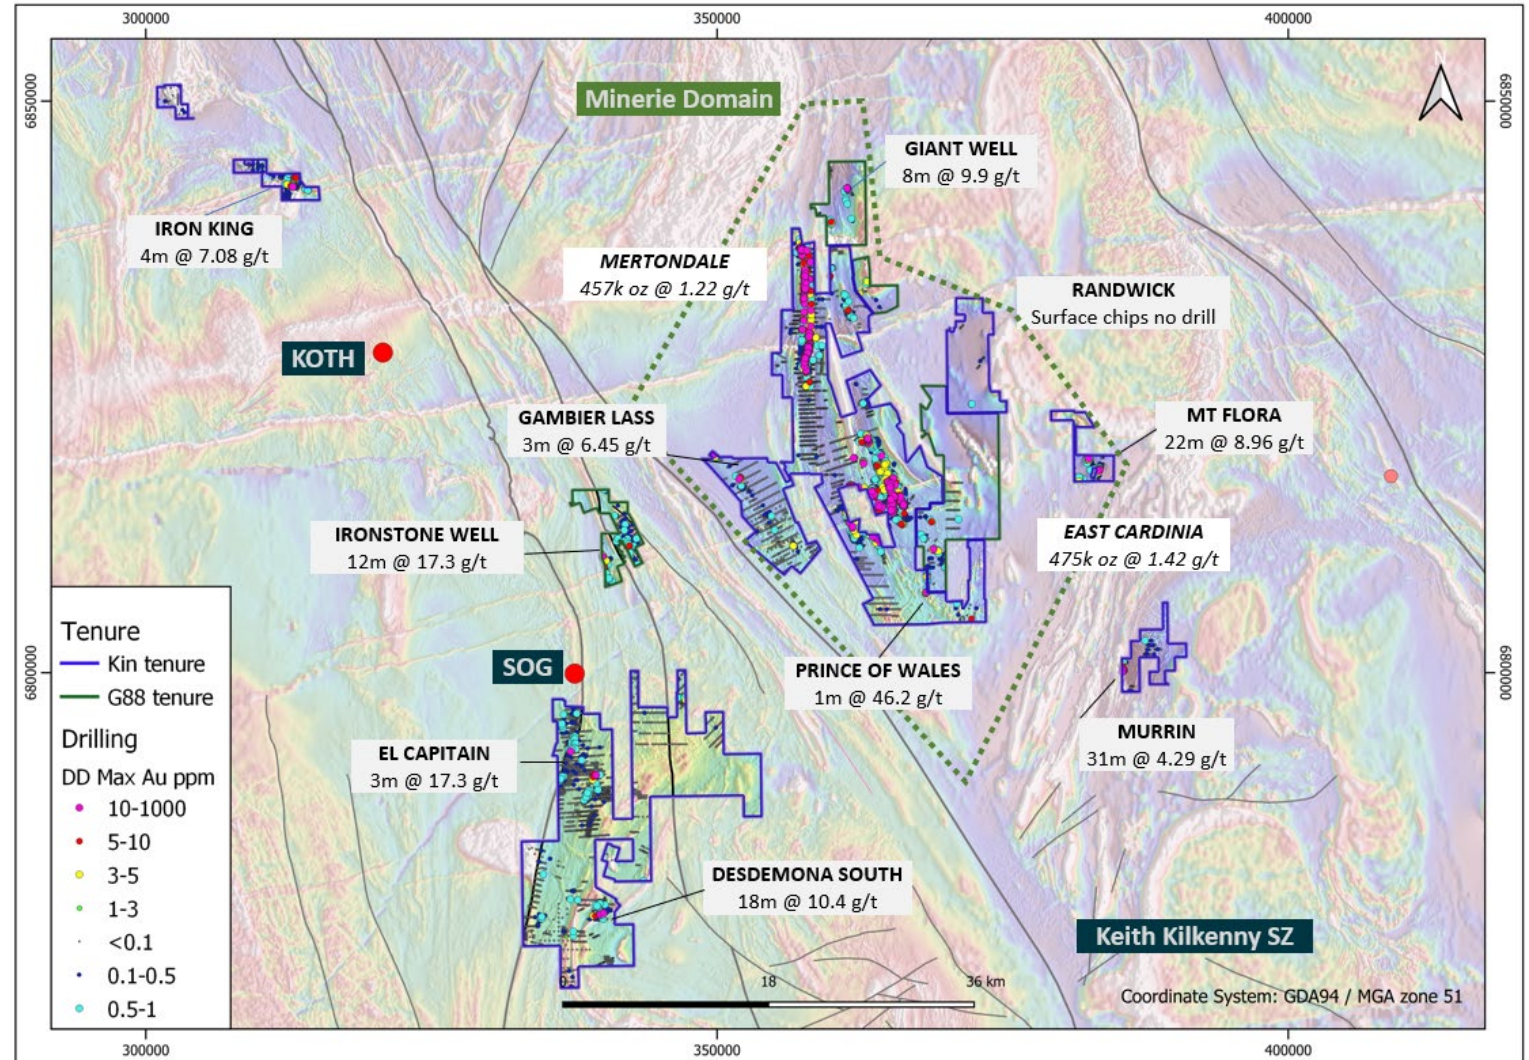 300000
350000
400000
6850000
6850000
Minerie Domain
GIANT WELL
8m @ 9.9 g/t
IRON KING
4m @ 7.08 g/t
MERTONDALE
457k oz @ 1.22 g/t
RANDWICK
Surface chips no drill
KOTH
GAMBIER LASS
3m @ 6.45 g/t
MT FLORA
22m @ 8.96 g/t
IRONSTONE WELL
12m @ 17.3 g/t
EAST CARDINIA
475k oz @ 1.42 g/t
6800000
6800000
SOG
PRINCE OF WALES
1m @ 46.2 g/t
MURRIN
31m @ 4.29 g/t
EL CAPITAIN
3m @ 17.3 g/t
DESDEMONA SOUTH
18m @ 10.4 g/t
Keith Kilkenny SZ
Tenure
Kin tenure
G88 tenure
Drilling
DD Max Au ppm
10-1000
5-10
3-5
1-3
<0.1
0.1-0.5
0.5-1
0
18
36 km
Coordinate System: GDA94 / MGA zone 51
300000
350000
400000